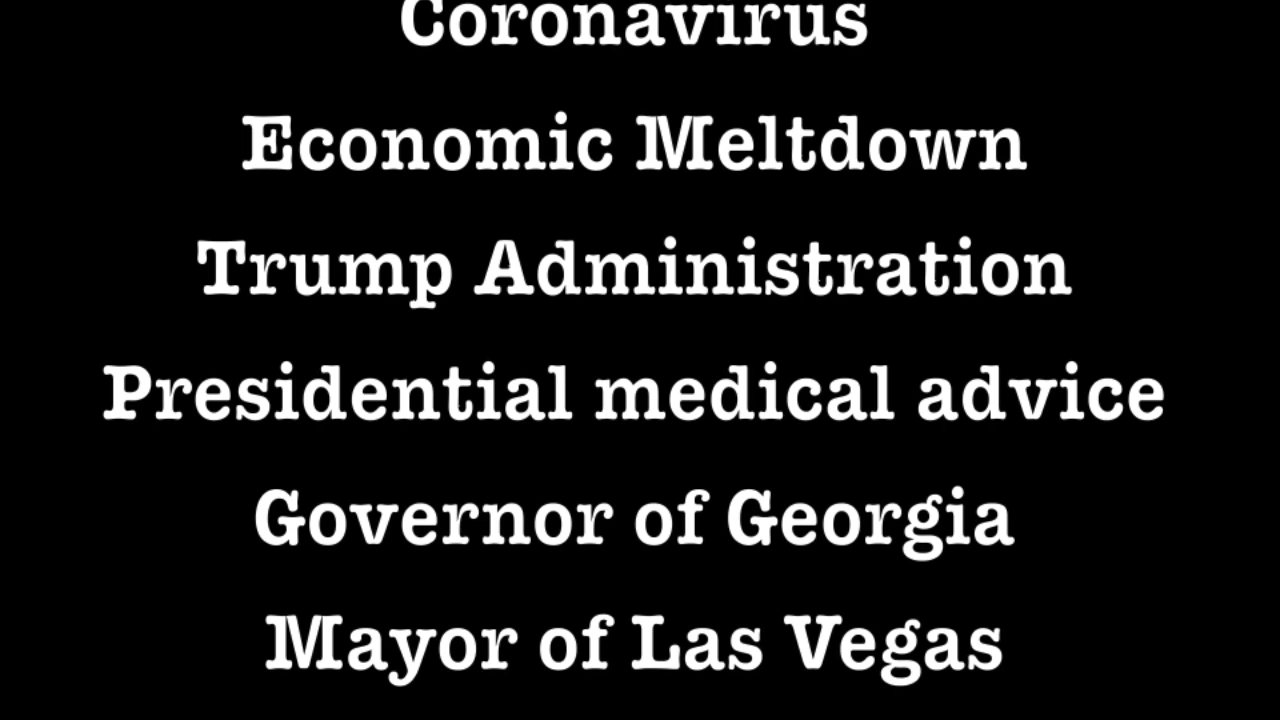 Coronavirus
Economic Meltdown
Trump Administration
Presidential medical advice
Governor of Georgia
Mayor of Las Vegas